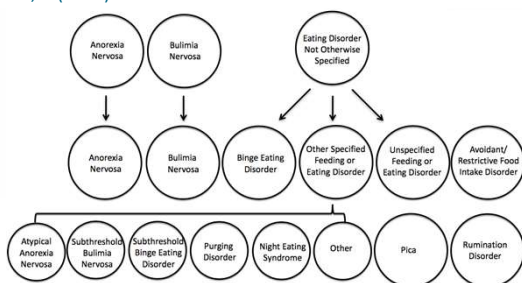 Anorexia
Nervosa
Bulimia
Nervosa
Eating Disorder
Not Otherwise
Specified
Anorexia
Nervosa
Bulimia
Nervosa
Binge Eating
Disorder
Other Specified
Feeding or
Eating Disorder
Unspecified
Feeding or
Eating Disorder
Avoidant/
Restrictive Food
Intake Disorder
Atypical
Anorexia
Nervosa
Subthreshold
Bulimia
Nervosa
Subthreshold
Binge Eating
Disorder
Purging
Disorder
Night Eating
Syndrome
Other
Pica
Rumination
Disorder